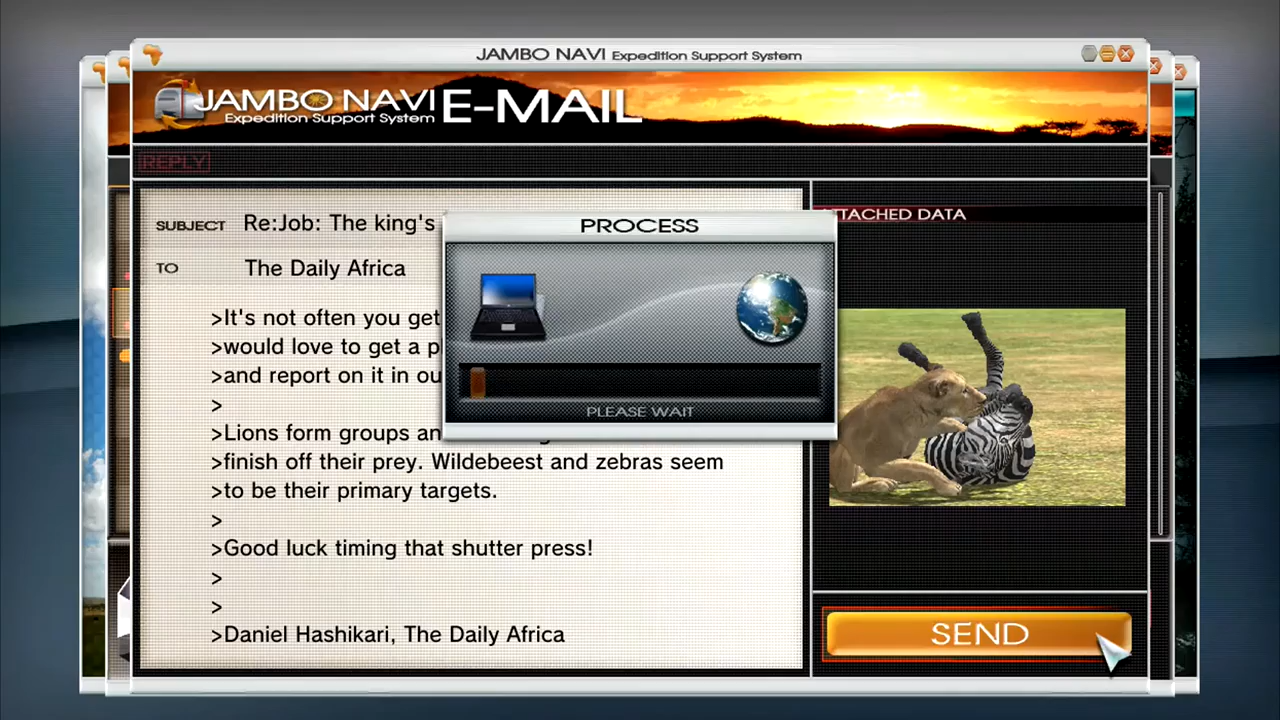 JAMBO NAVI Expedition Support System
JAMBO NAVI E-MAIL
Expedition Support System
REPLY
SUBJECT Re:Job: The king's
TO The Daily Africa
>It's not often you get
>would love to get a p
>and report on it in ou
>
>Lions form groups an
>finish off their prey. Wildebeest and zebras seem
>to be their primary targets.
>
>Good luck timing that shutter press!
>
>
>Daniel Hashikari, The Daily Africa
PROCESS
PLEASE WAIT
TTACHED DATA
SEND